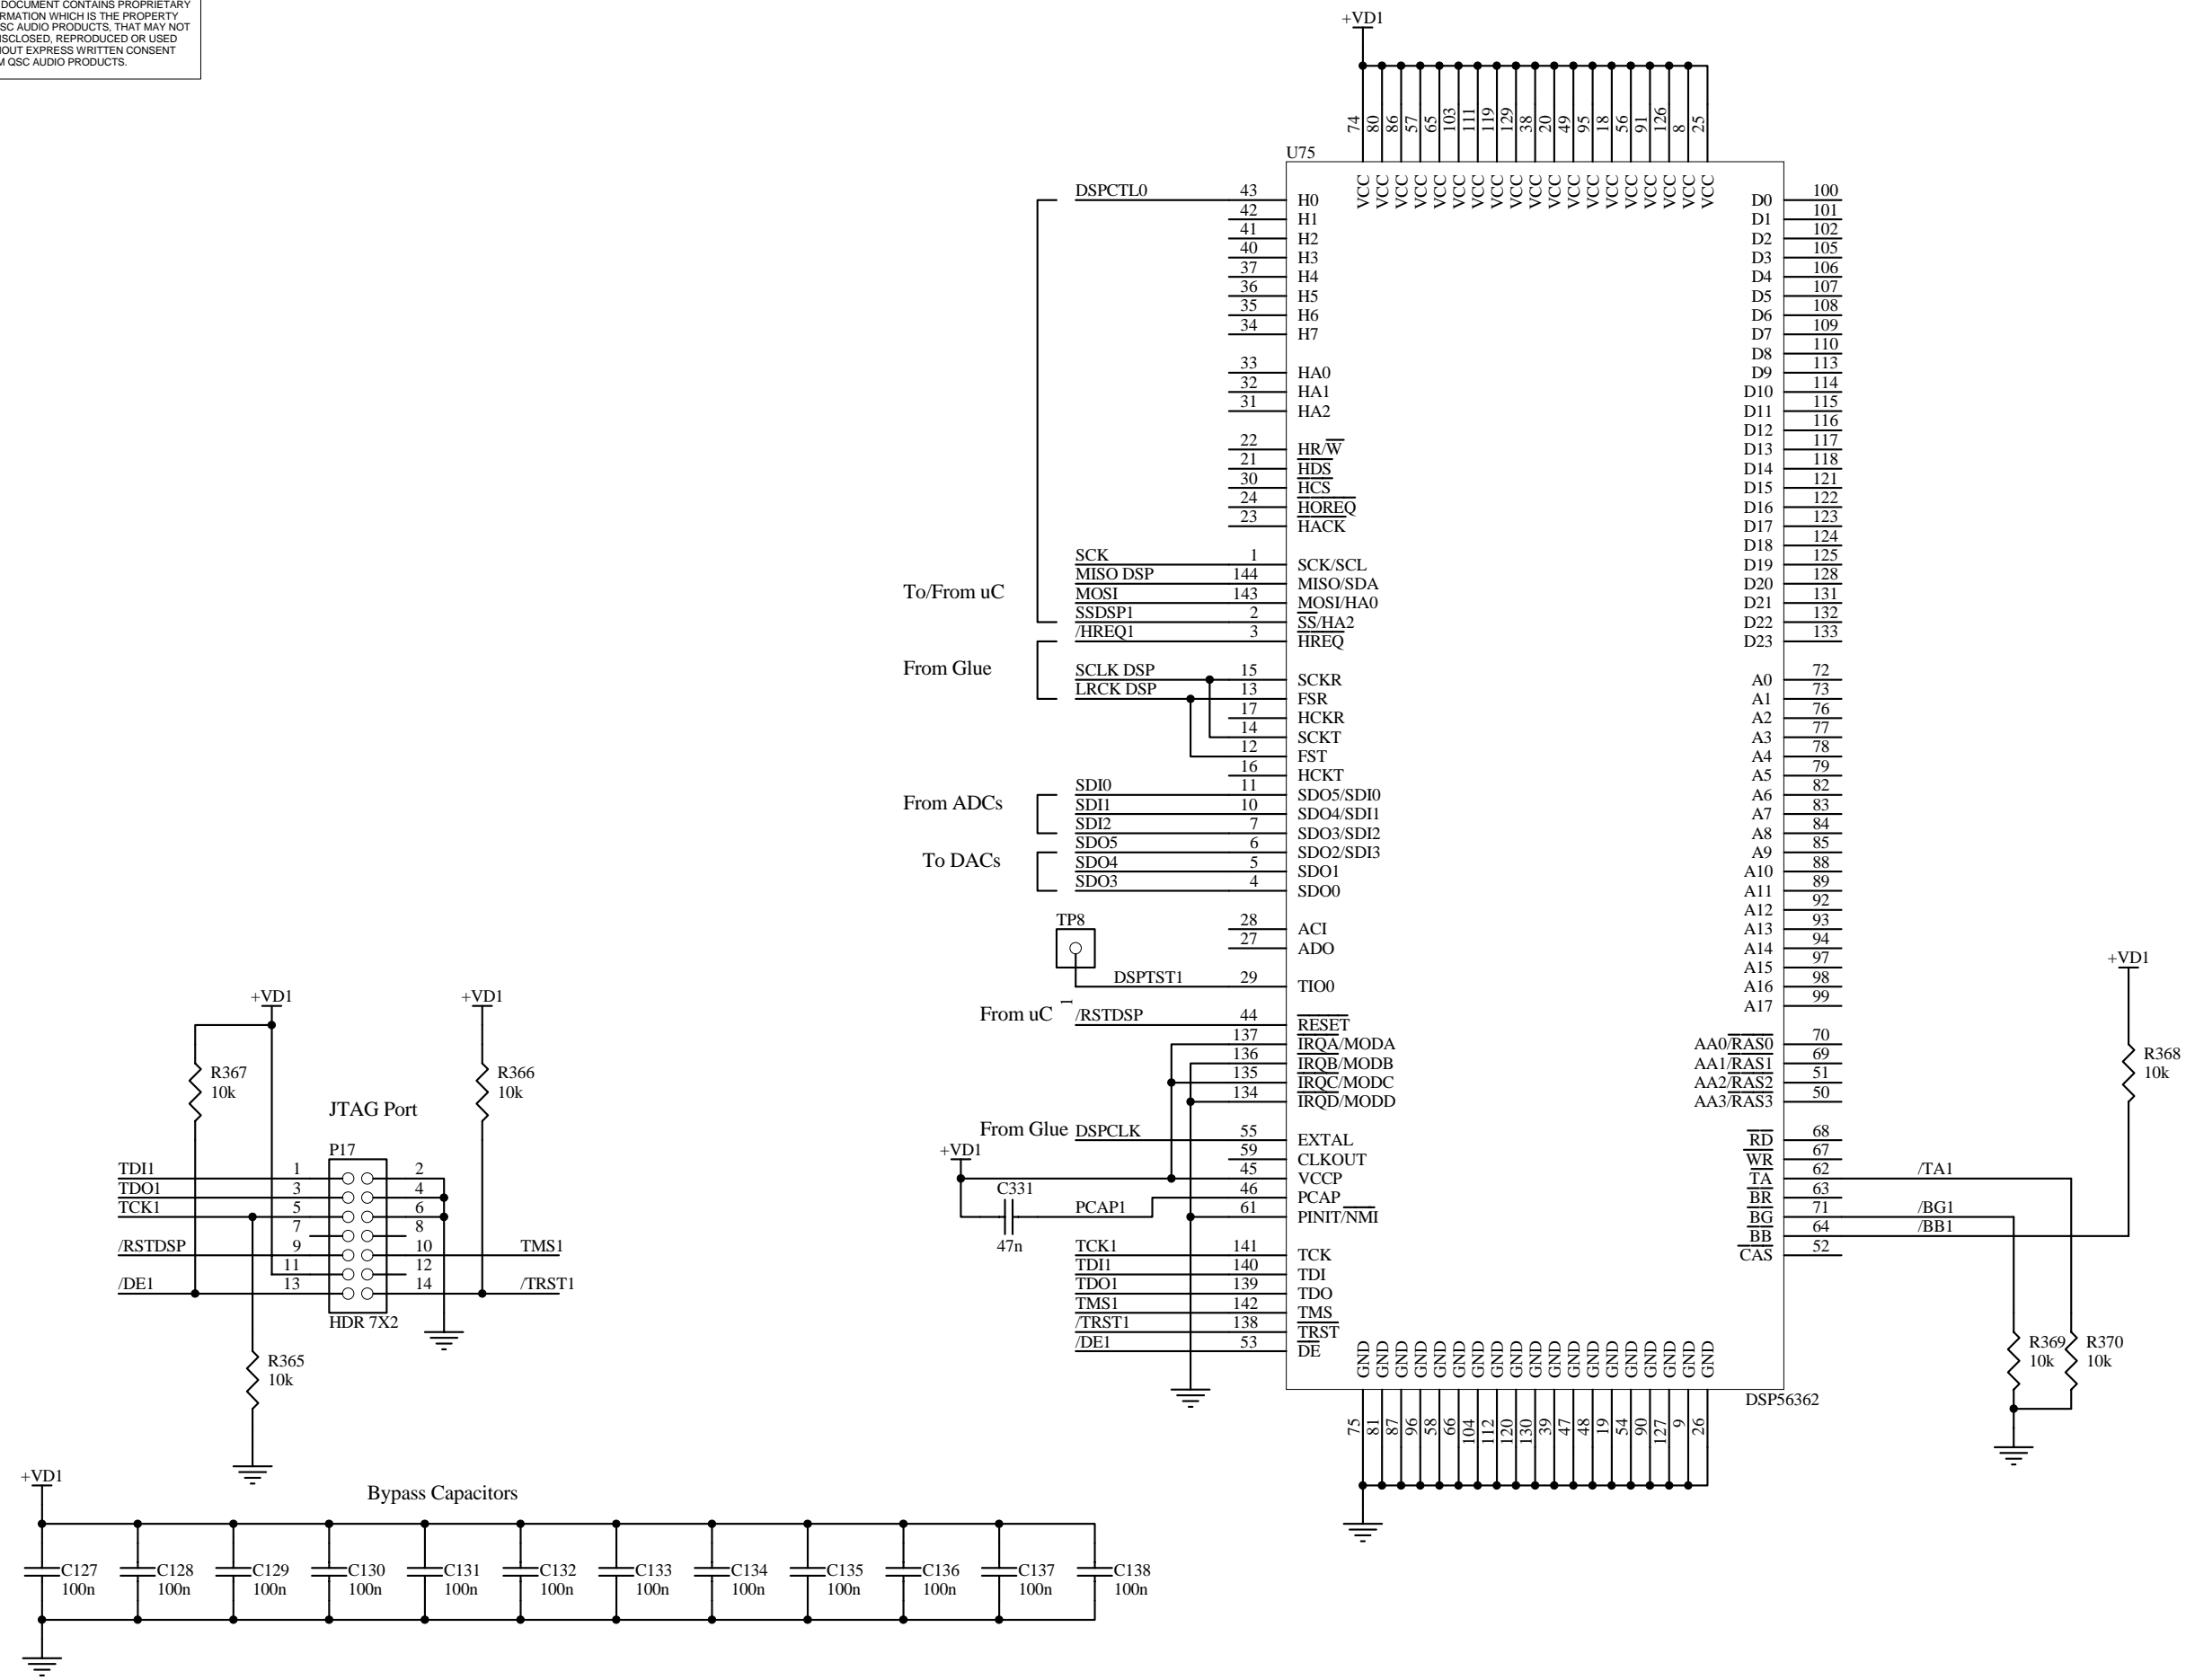 DOCUMENT CONTAINS PROPRIETARY
ORMATION WHICH IS THE PROPERTY
SC AUDIO PRODUCTS, THAT MAY NOT
ISCLOSED, REPRODUCED OR USED
HOUT EXPRESS WRITTEN CONSENT
M QSC AUDIO PRODUCTS.
+VD1
74 80 86 57 65 103 111 119 129 38 20 49 95 18 56 91 126 8 25
U75
VCC VCC VCC VCC VCC VCC VCC VCC VCC VCC VCC VCC VCC VCC VCC VCC VCC VCC VCC
DSPCTL0 43 H0
42 H1
41 H2
40 H3
37 H4
36 H5
35 H6
34 H7
33 HA0
32 HA1
31 HA2
22 HR/W
21 HDS
30 HCS
24 HOREQ
23 HACK
To/From uC
SCK 1 SCK/SCL
MISO DSP 144 MISO/SDA
MOSI 143 MOSI/HA0
SSDSP1 2 SS/HA2
/HREQ1 3 HREQ
From Glue
SCLK DSP 15 SCKR
LRCK DSP 13 FSR
17 HCKR
14 SCKT
12 FST
16 HCKT
From ADCs
SDI0 11 SDO5/SDI0
SDI1 10 SDO4/SDI1
SDI2 7 SDO3/SDI2
To DACs
SDO5 6 SDO2/SDI3
SDO4 5 SDO1
SDO3 4 SDO0
28 ACI
27 ADO
TP8
DSPTST1 29 TIO0
From uC 1
/RSTDSP 44 RESET
137 IRQA/MODA
136 IRQB/MODB
135 IRQC/MODC
134 IRQD/MODD
From Glue DSPCLK 55 EXTAL
59 CLKOUT
+VD1
45 VCCP
C331
47n
PCAP1 46 PCAP
61 PINIT/NMI
TCK1 141 TCK
TDI1 140 TDI
TDO1 139 TDO
TMS1 142 TMS
/TRST1 138 TRST
/DE1 53 DE
D0 100
D1 101
D2 102
D3 105
D4 106
D5 107
D6 108
D7 109
D8 110
D9 113
D10 114
D11 115
D12 116
D13 117
D14 118
D15 121
D16 122
D17 123
D18 124
D19 125
D20 128
D21 131
D22 132
D23 133
A0 72
A1 73
A2 76
A3 77
A4 78
A5 79
A6 82
A7 83
A8 84
A9 85
A10 88
A11 89
A12 92
A13 93
A14 94
A15 97
A16 98
A17 99
AA0/RAS0 70
AA1/RAS1 69
AA2/RAS2 51
AA3/RAS3 50
RD 68
WR 67
TA 62 /TA1
BR 63
BG 71 /BG1
BB 64 /BB1
CAS 52
+VD1
R368
10k
R369
10k
R370
10k
GND GND GND GND GND GND GND GND GND GND GND GND GND GND GND GND GND GND GND
DSP56362
75 81 87 96 58 66 104 112 120 130 39 47 48 19 54 90 127 9 26
+VD1
+VD1
R367
10k
R366
10k
JTAG Port
P17
TDI1 1 2
TDO1 3 4
TCK1 5 6
7 8
/RSTDSP 9 10 TMS1
11 12
/DE1 13 14 /TRST1
HDR 7X2
R365
10k
+VD1
Bypass Capacitors
C127
100n
C128
100n
C129
100n
C130
100n
C131
100n
C132
100n
C133
100n
C134
100n
C135
100n
C136
100n
C137
100n
C138
100n